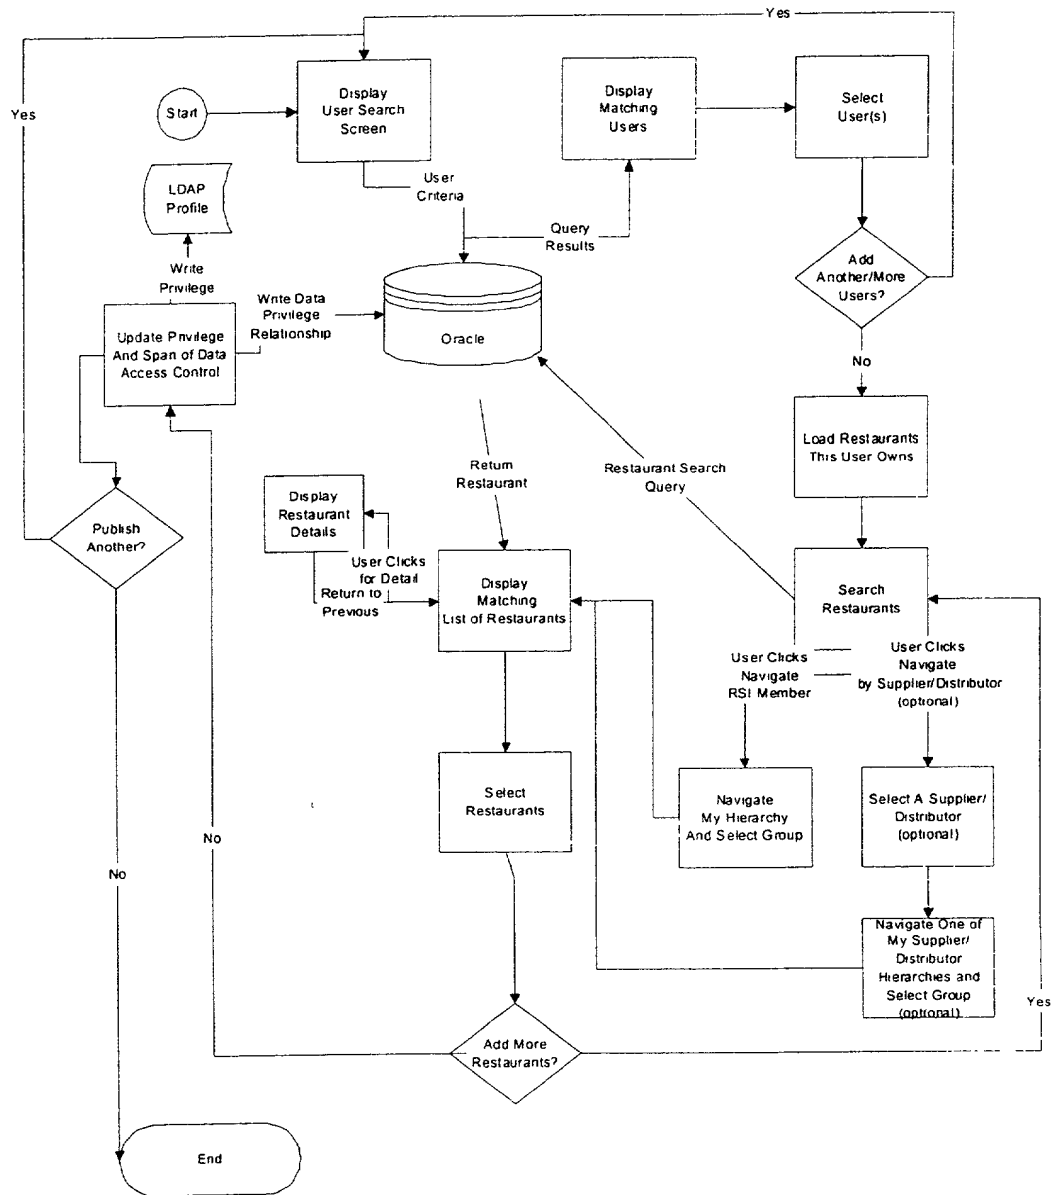 Yes
Yes
Start
Display
User Search
Screen
Display
Matching
Users
Select
User(s)
LDAP
Profile
User
Criteria
Query
Results
Write
Privilege
Add
Another/More
Users?
Write Data
Privilege
Relationship
Update Privilege
And Span of Data
Access Control
Oracle
No
Load Restaurants
This User Owns
Return
Restaurant
Restaurant Search
Query
Display
Restaurant
Details
Publish
Another?
User Clicks
for Detail
Return to
Previous
Display
Matching
List of Restaurants
Search
Restaurants
User Clicks
Navigate
RSI Member
User Clicks
Navigate
by Supplier/Distributor
(optional)
Select
Restaurants
Navigate
My Hierarchy
And Select Group
Select A Supplier/
Distributor
(optional)
No
No
Navigate One of
My Supplier/
Distributor
Hierarchies and
Select Group
(optional)
Yes
Add More
Restaurants?
End